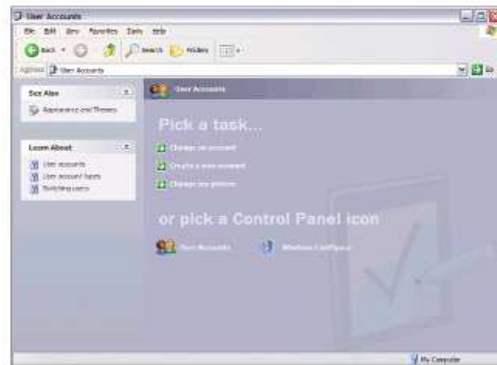 User Accounts
File Edit View Favorites Tools Help
Back Search Folders
Address User Accounts Go
See Also
Appearance and Themes
Learn About
User accounts
User account types
Switching users
User Accounts
Pick a task...
Change an account
Create a new account
Change my picture
or pick a Control Panel icon
User Accounts Windows CardSpace
My Computer